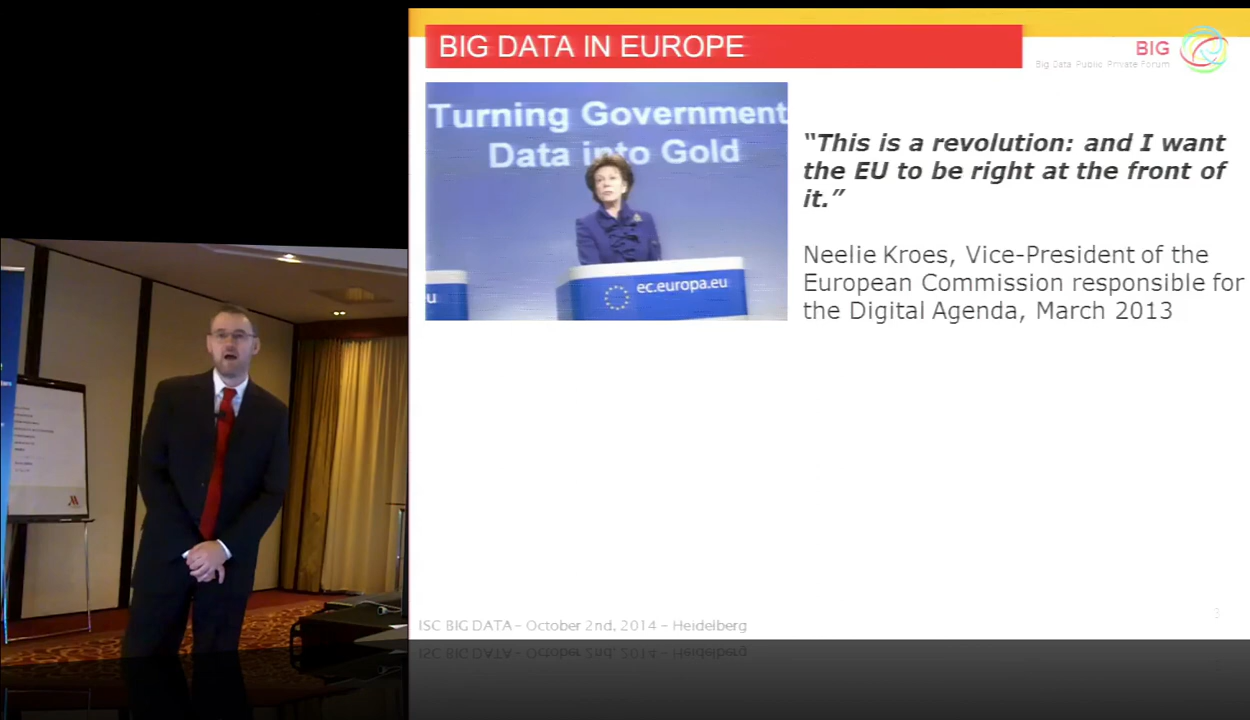 BIG DATA IN EUROPE
BIG
Big Data Public Private Forum
Turning Government
Data into Gold
ec.europa.eu
u
“This is a revolution: and I want
the EU to be right at the front of
it.”
Neelie Kroes, Vice-President of the
European Commission responsible for
the Digital Agenda, March 2013
3
ISC BIG DATA – October 2nd, 2014 – Heidelberg